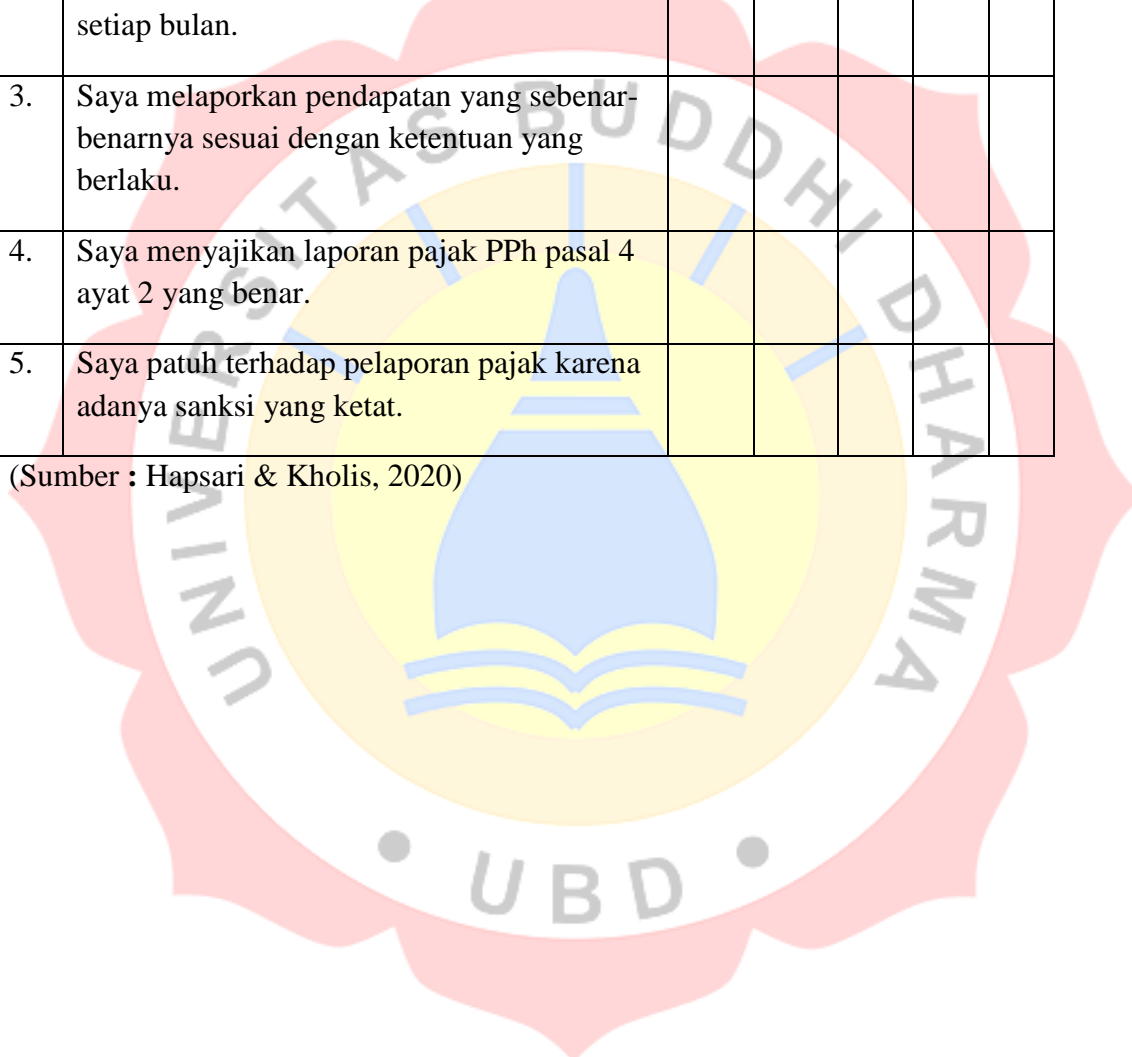 setiap bulan.
3. Saya melaporkan pendapatan yang sebenar-
benarnya sesuai dengan ketentuan yang
berlaku.
4. Saya menyajikan laporan pajak PPh pasal 4
ayat 2 yang benar.
5. Saya patuh terhadap pelaporan pajak karena
adanya sanksi yang ketat.
(Sumber : Hapsari & Kholis, 2020)
UNIVERSITAS BUDDHI DHARMA
UBD